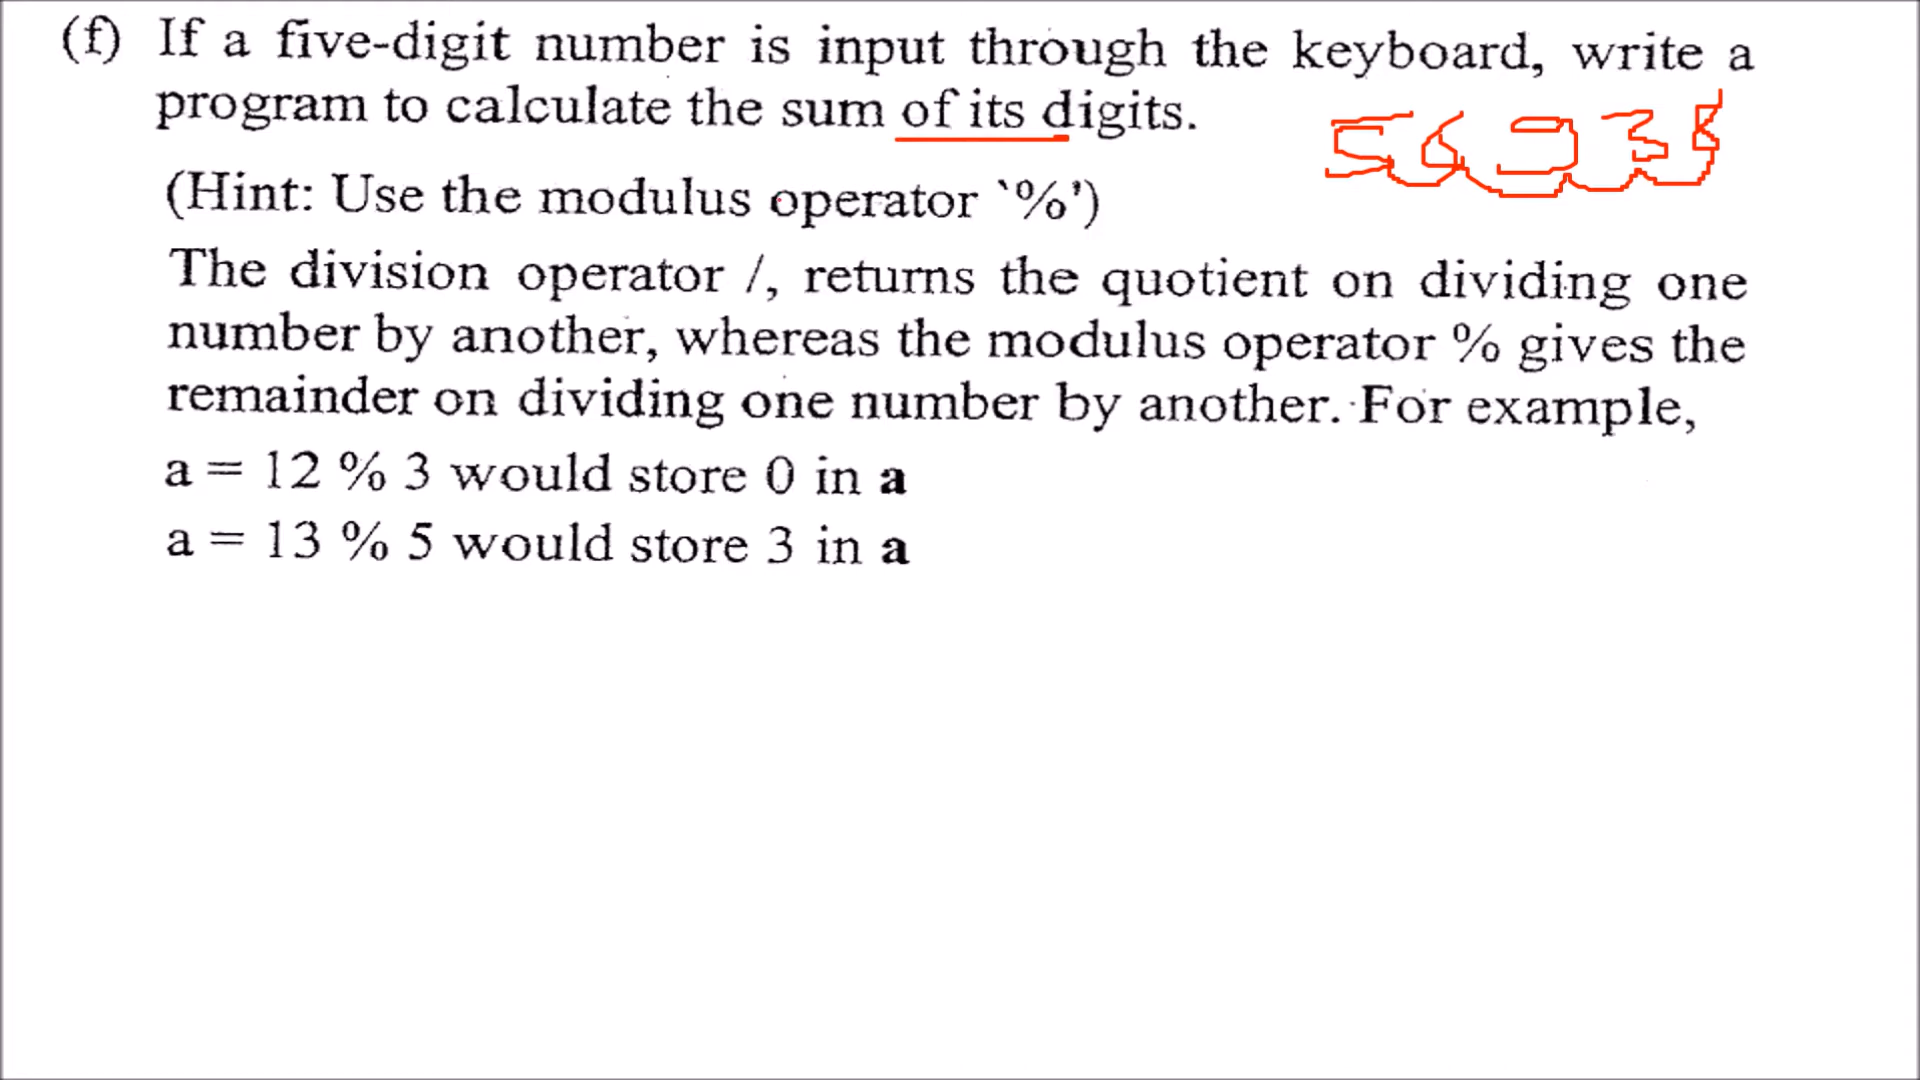 (f) If a five-digit number is input through the keyboard, write a
program to calculate the sum of its digits.
(Hint: Use the modulus operator `%')
The division operator /, returns the quotient on dividing one
number by another, whereas the modulus operator % gives the
remainder on dividing one number by another. For example,
a = 12 % 3 would store 0 in a
a = 13 % 5 would store 3 in a